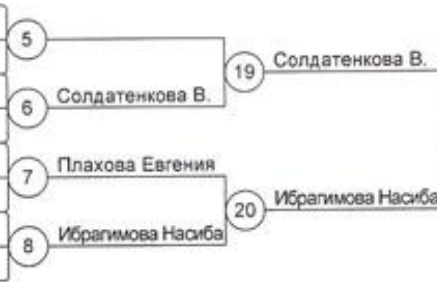 5
19
Солдатенкова В.
6
Солдатенкова В.
7
Плахова Евгения
20
Ибрагимова Насиба
8
Ибрагимова Насиба